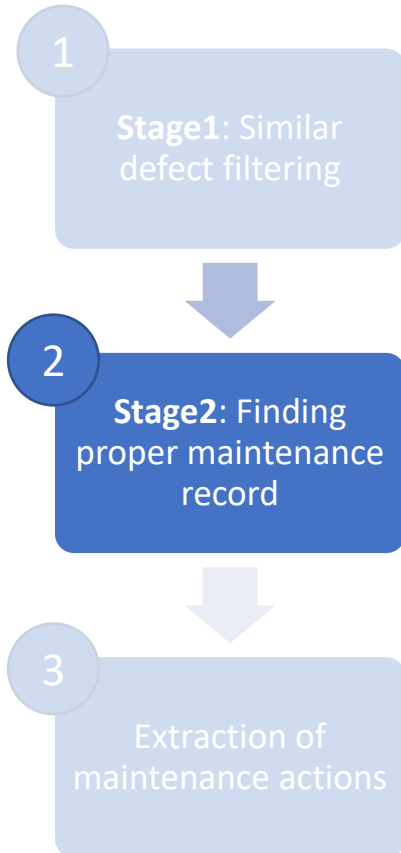 1
Stage1: Similar
defect filtering
2
Stage2: Finding
proper maintenance
record
3
Extraction of
maintenance actions